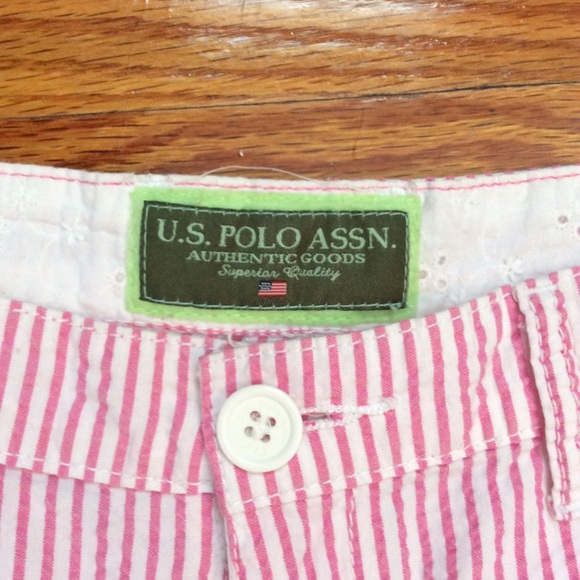 U.S. POLO ASSN.
AUTHENTIC GOODS
Superior Quality